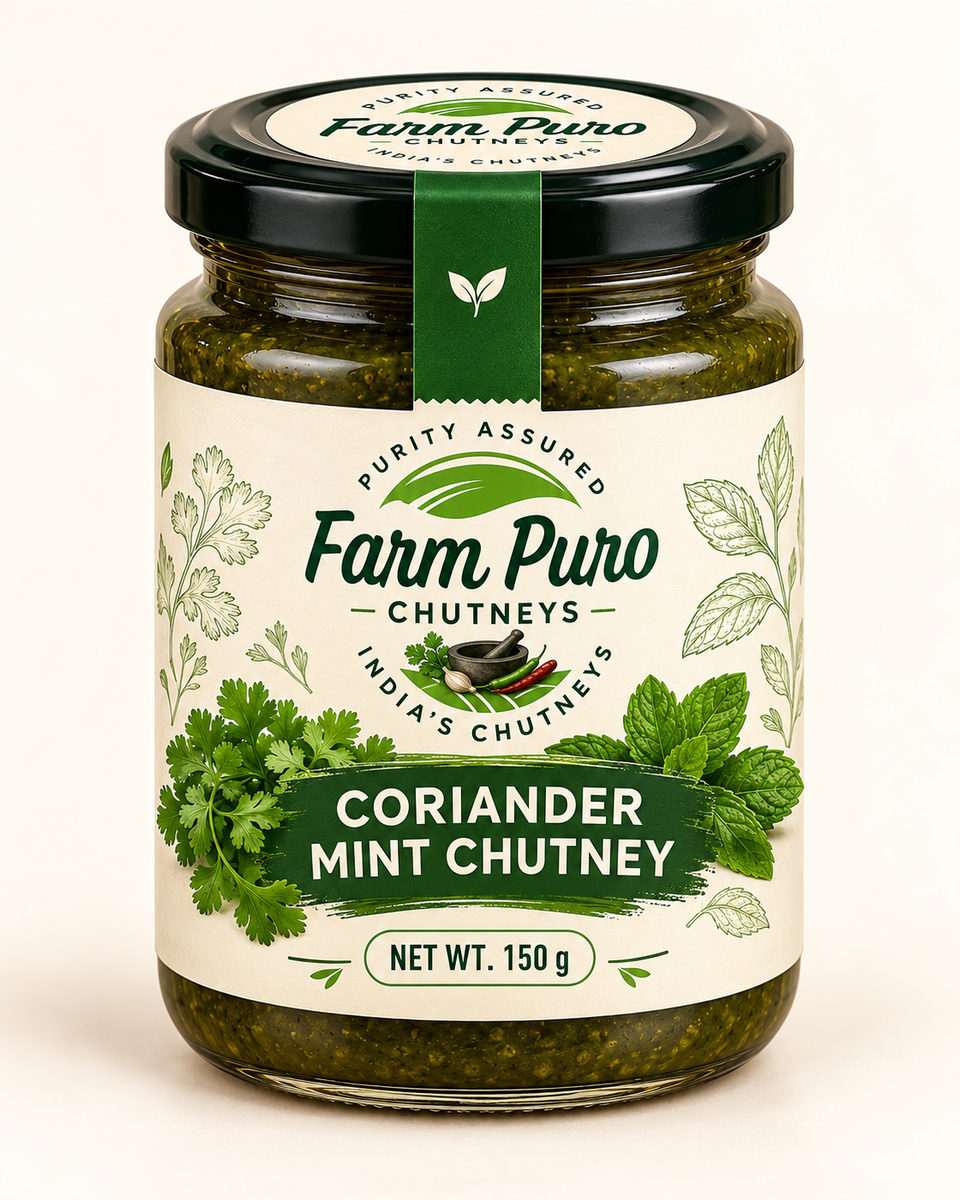 PURITY ASSURED
Farm Puro
CHUTNEYS
INDIA'S CHUTNEYS
PURITY ASSURED
Farm Puro
CHUTNEYS
INDIA'S CHUTNEYS
CORIANDER
MINT CHUTNEY
NET WT. 150 g